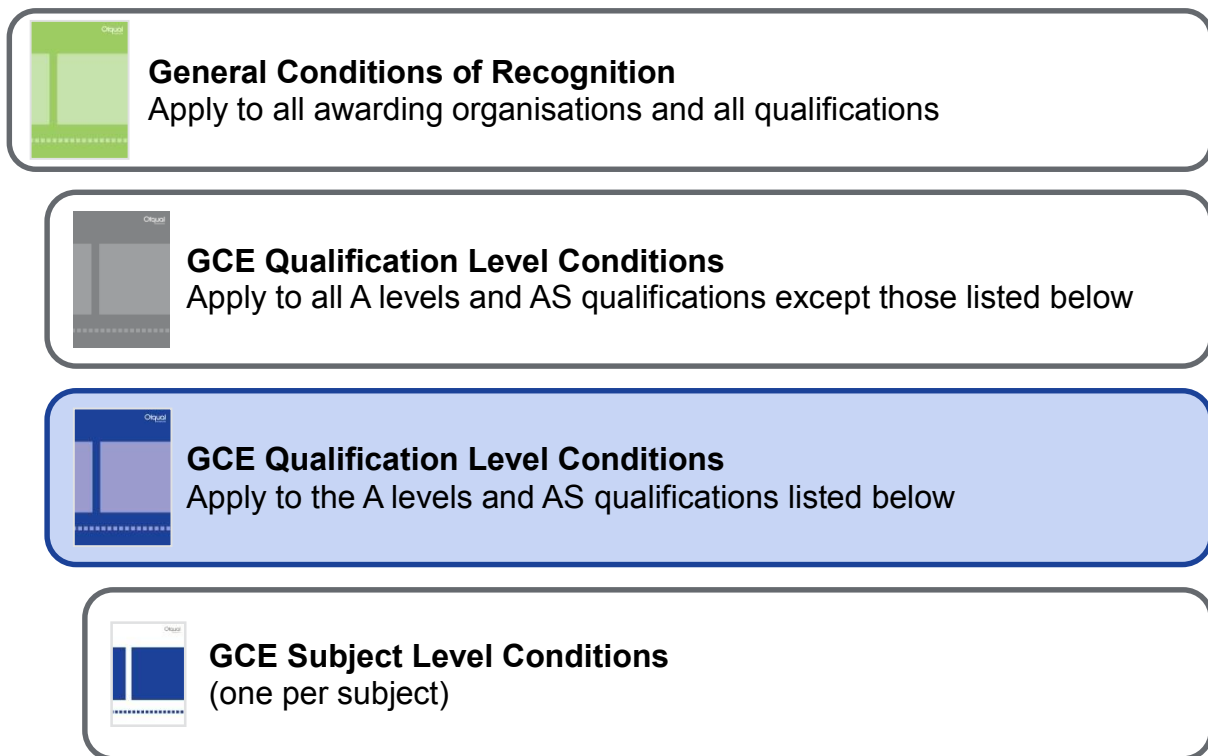 Ofqual
General Conditions of Recognition
Apply to all awarding organisations and all qualifications
Ofqual
GCE Qualification Level Conditions
Apply to all A levels and AS qualifications except those listed below
Ofqual
GCE Qualification Level Conditions
Apply to the A levels and AS qualifications listed below
Ofqual
GCE Subject Level Conditions
(one per subject)